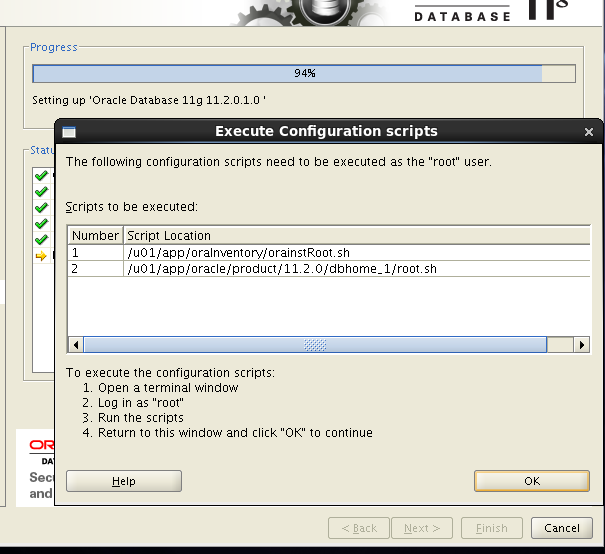 DATABASE 11g
Progress
94%
Setting up 'Oracle Database 11g 11.2.0.1.0 '
Execute Configuration scripts
The following configuration scripts need to be executed as the "root" user.
Scripts to be executed:
Number Script Location
1 /u01/app/oraInventory/orainstRoot.sh
2 /u01/app/oracle/product/11.2.0/dbhome_1/root.sh
To execute the configuration scripts:
1. Open a terminal window
2. Log in as "root"
3. Run the scripts
4. Return to this window and click "OK" to continue
Help OK
and
< Back Next > Finish Cancel